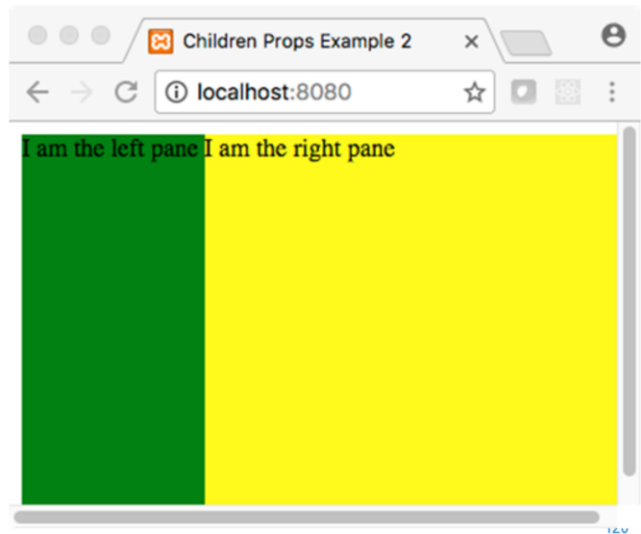 Children Props Example 2
localhost:8080
I am the left pane I am the right pane